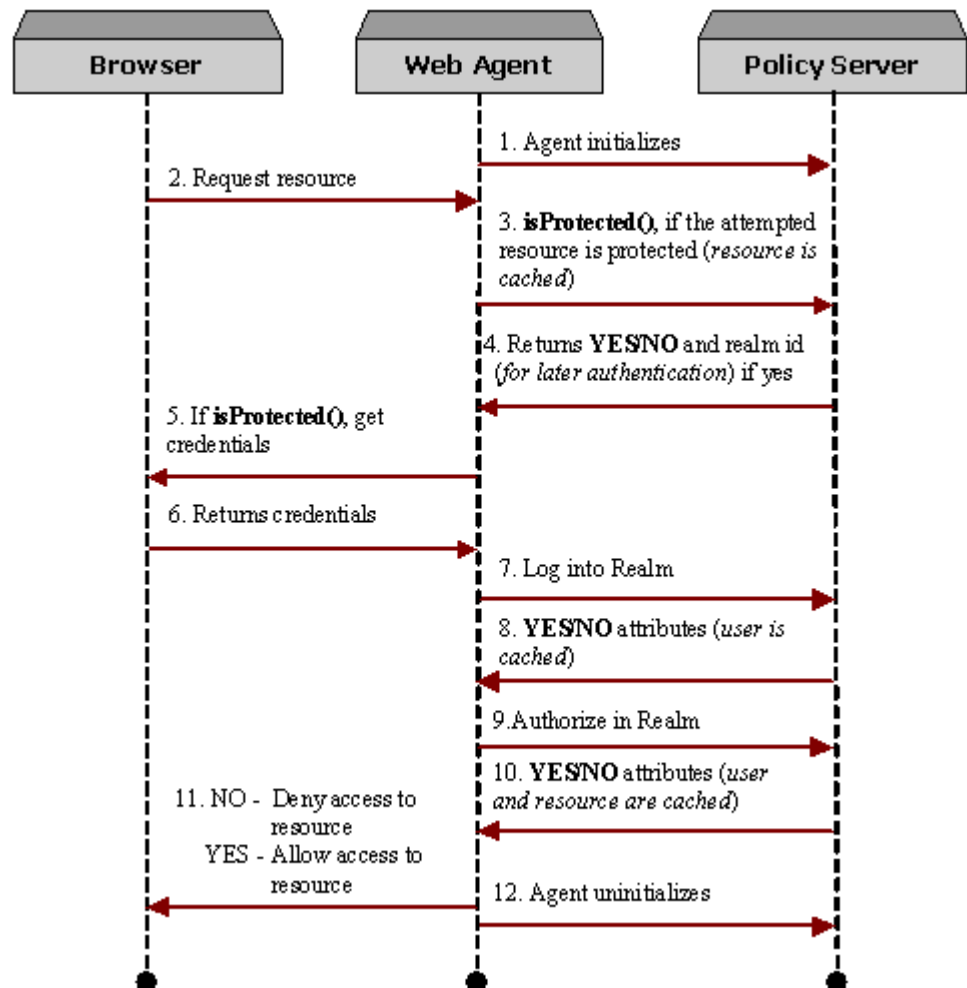 Browser
Web Agent
Policy Server
1. Agent initializes
2. Request resource
3. isProtected(), if the attempted
resource is protected (resource is
cached)
4. Returns YES/NO and realm id
(for later authentication) if yes
5. If isProtected(), get
credentials
6. Returns credentials
7. Log into Realm
8. YES/NO attributes (user is
cached)
9.Authorize in Realm
10. YES/NO attributes (user
and resource are cached)
11. NO - Deny access to
resource
YES - Allow access to
resource
12. Agent uninitializes